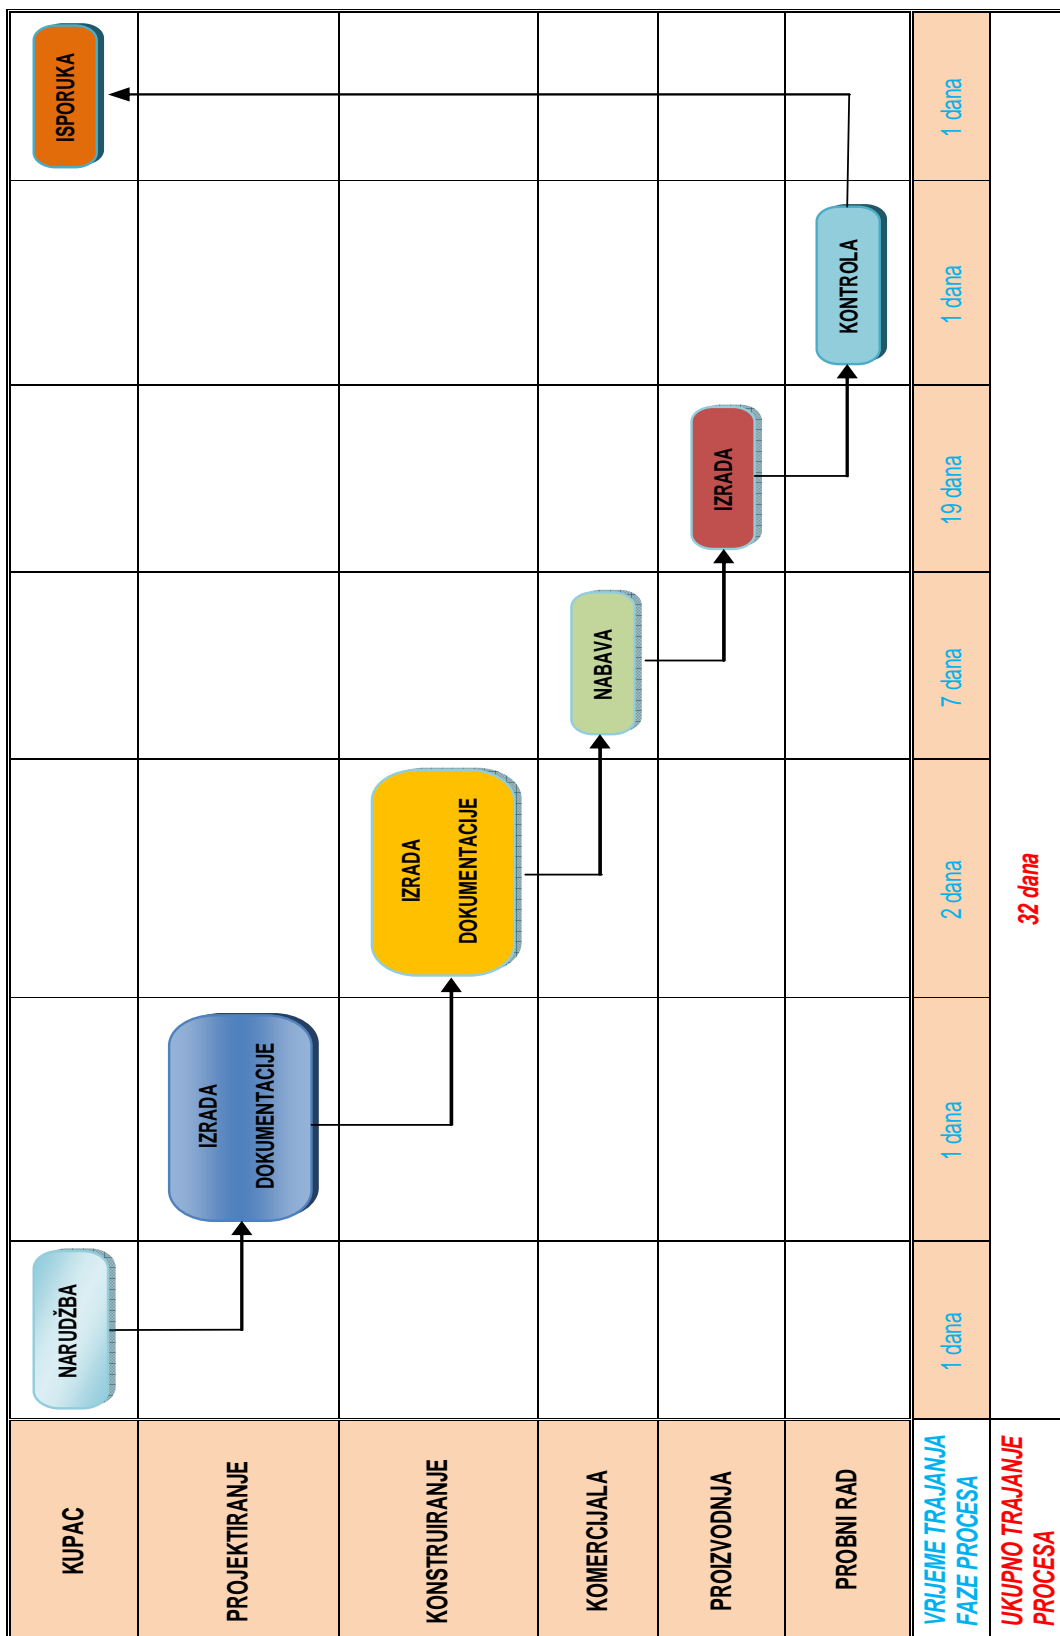 KUPAC
NARUDŽBA
ISPORUKA
PROJEKTIRANJE
IZRADA
DOKUMENTACIJE
KONSTRUIRANJE
IZRADA
DOKUMENTACIJE
KOMERCIJALA
NABAVA
PROIZVODNJA
IZRADA
PROBNI RAD
KONTROLA
VRIJEME TRAJANJA
FAZE PROCESA
1 dana
1 dana
2 dana
7 dana
19 dana
1 dana
1 dana
UKUPNO TRAJANJE
PROCESA
32 dana